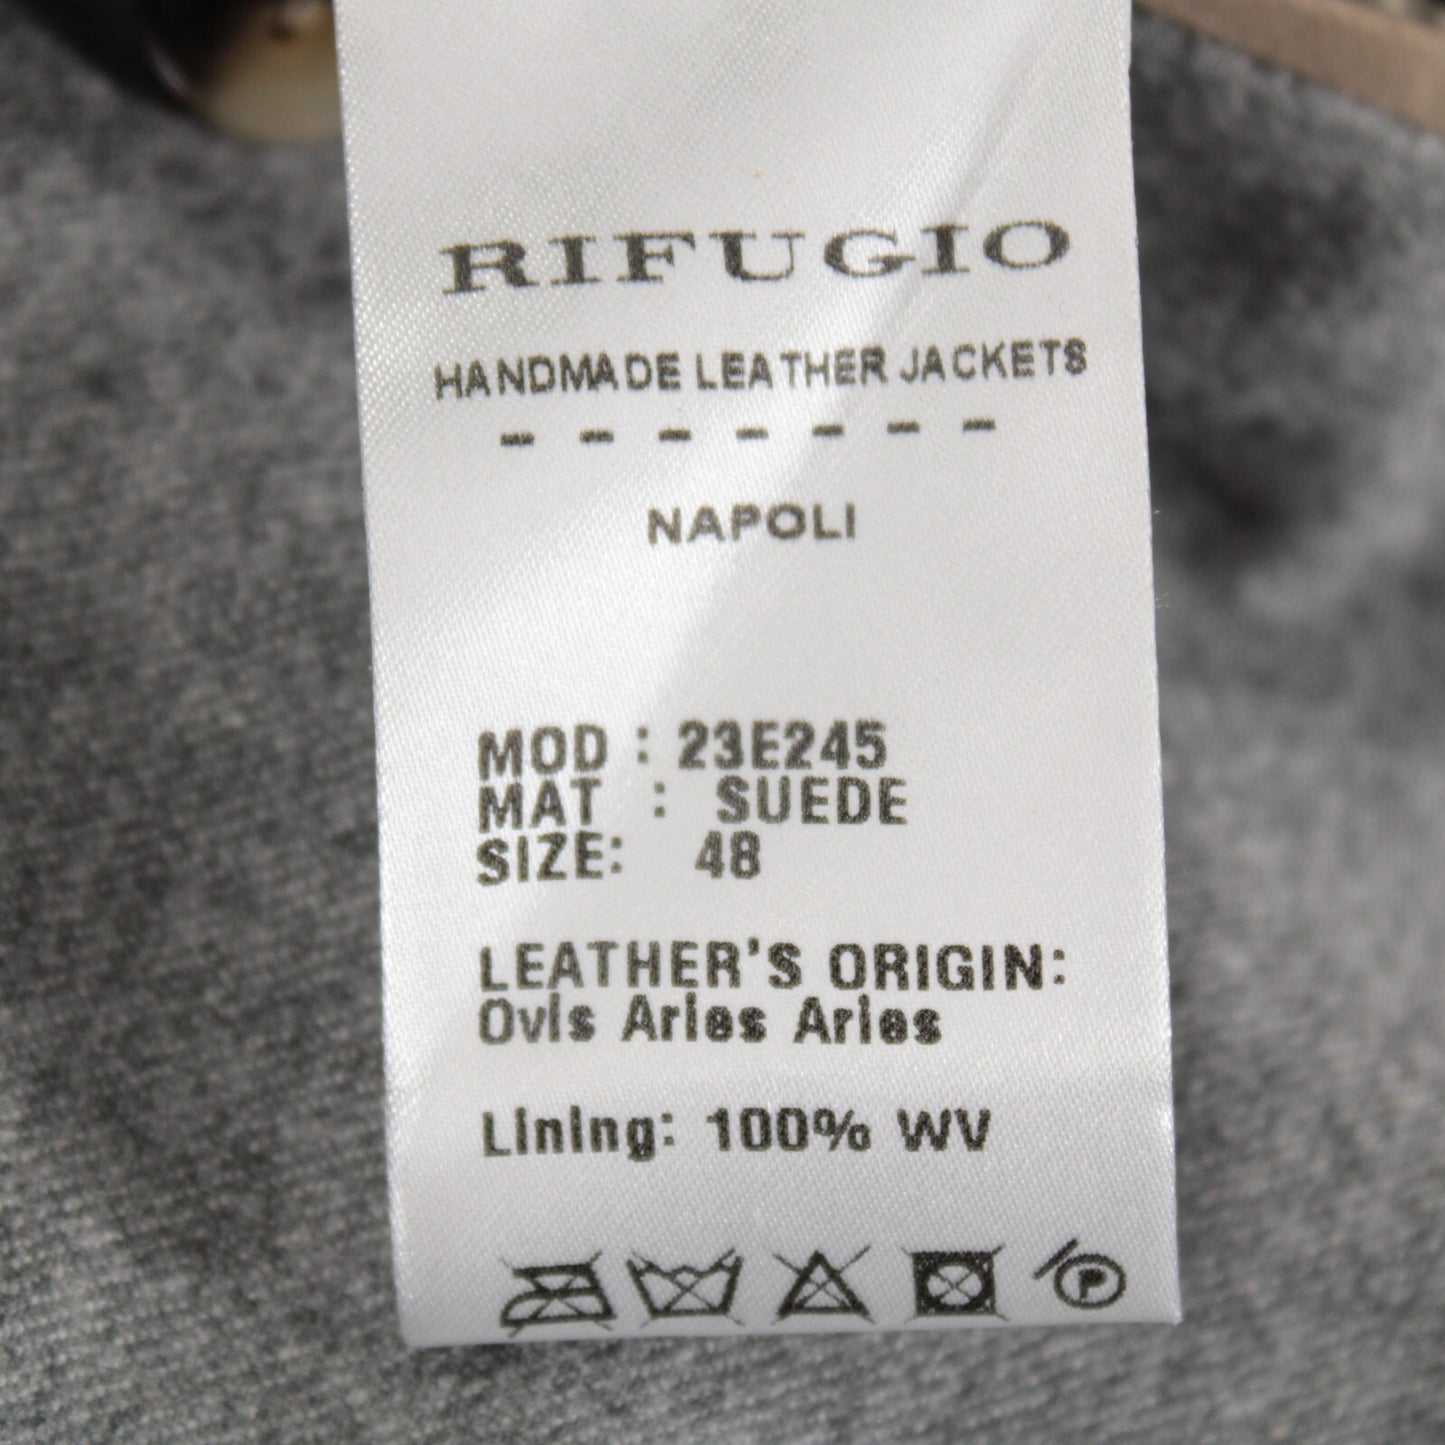 RIFUGIO
HANDMADE LEATHER JACKETS
- - - - - - -
NAPOLI
MOD : 23E245
MAT : SUEDE
SIZE: 48
LEATHER'S ORIGIN:
Ovis Aries Aries
Lining: 100% WV
P